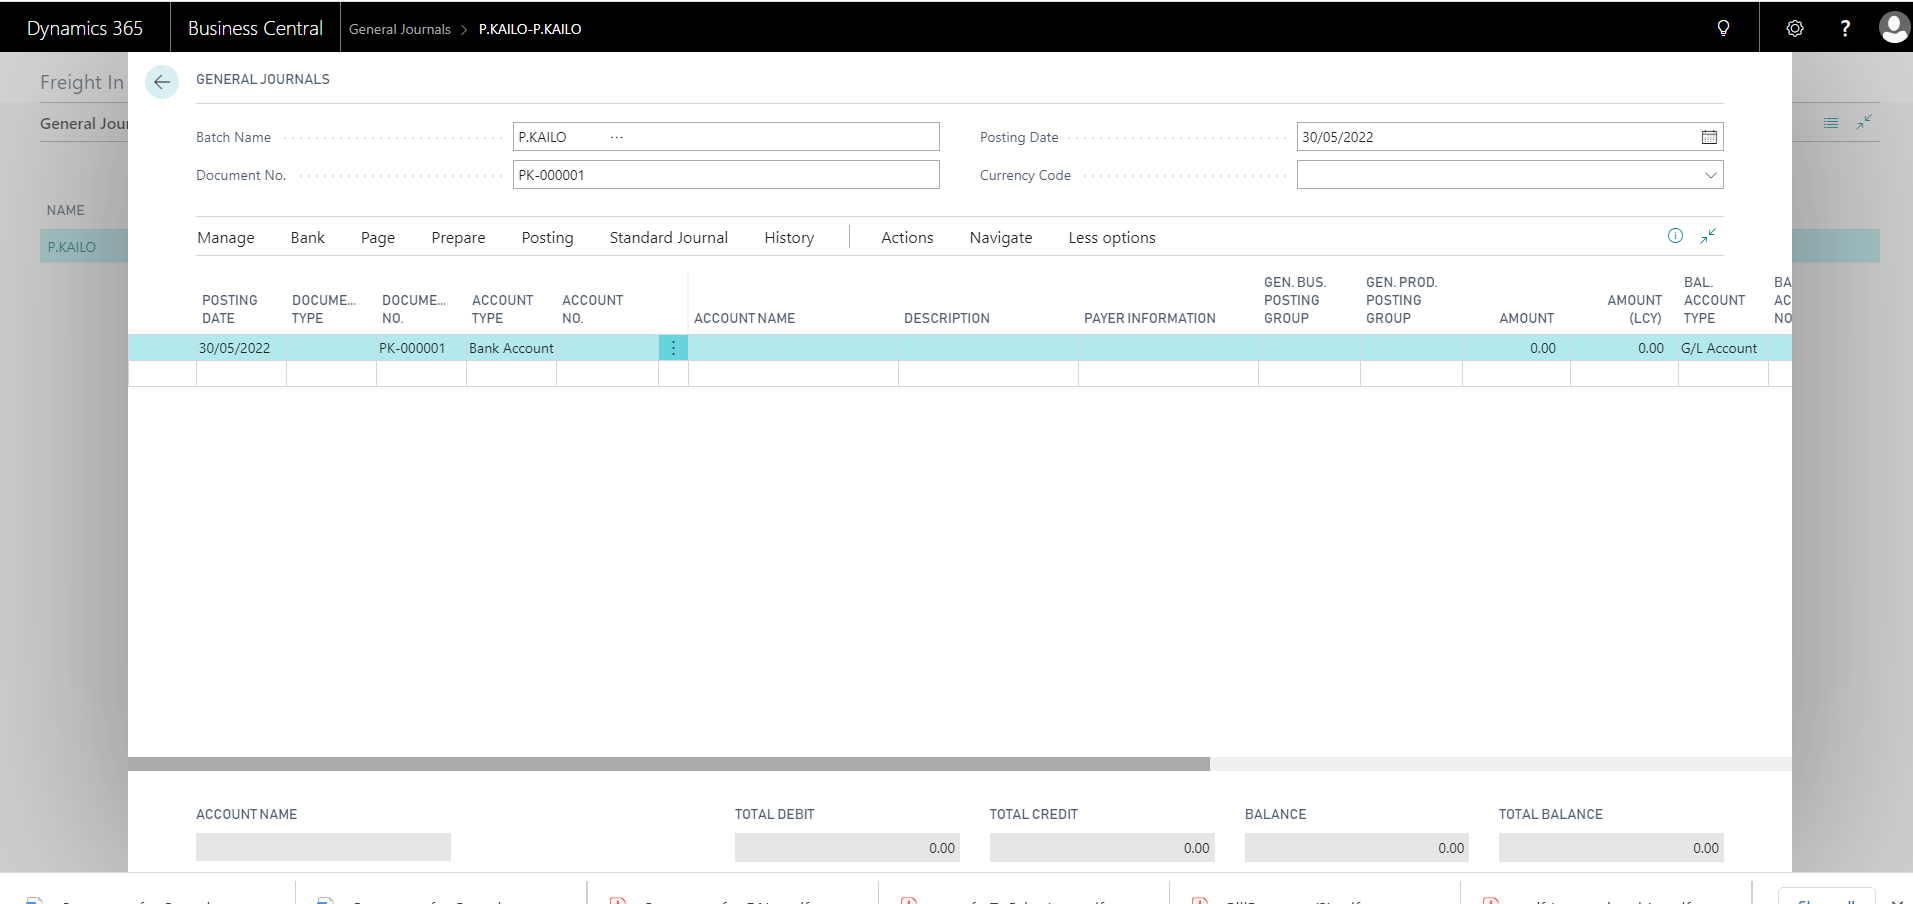 Dynamics 365 Business Central General Journals > P.KAILO-P.KAILO ?
Freight In
GENERAL JOURNALS
General Jour
Batch Name P.KAILO ... Posting Date 30/05/2022
Document No. PK-000001 Currency Code
NAME
P.KAILO
Manage Bank Page Prepare Posting Standard Journal History | Actions Navigate Less options
POSTING DATE DOCUME... TYPE DOCUME... NO. ACCOUNT TYPE ACCOUNT NO. ACCOUNT NAME DESCRIPTION PAYER INFORMATION GEN. BUS. POSTING GROUP GEN. PROD. POSTING GROUP AMOUNT AMOUNT (LCY) BAL. ACCOUNT TYPE BA AC NO
30/05/2022 PK-000001 Bank Account 0.00 0.00 G/L Account
ACCOUNT NAME TOTAL DEBIT TOTAL CREDIT BALANCE TOTAL BALANCE
0.00 0.00 0.00 0.00